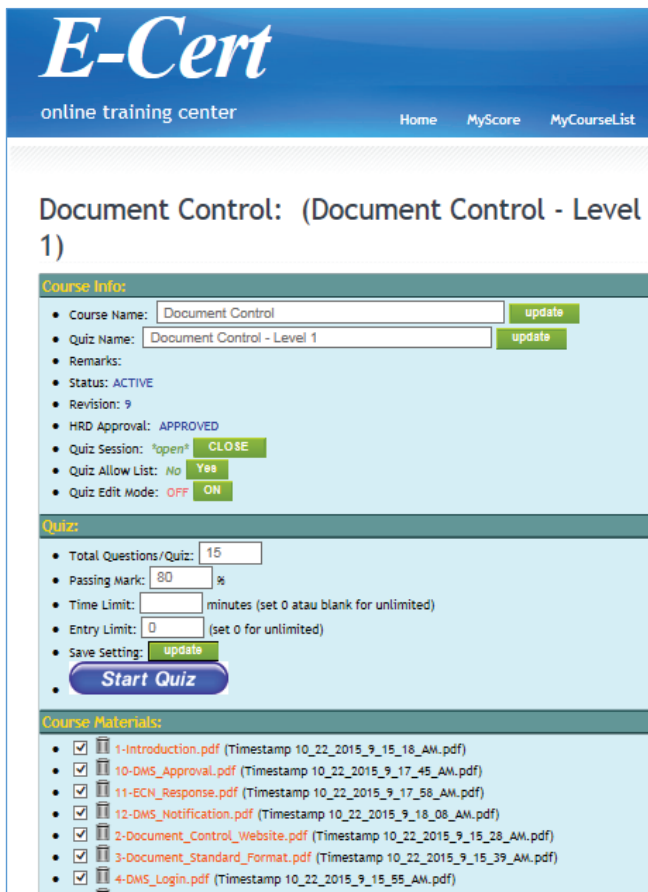 E-Cert
online training center
Home MyScore MyCourseList
Document Control: (Document Control - Level
1)
Course Info:
Course Name: Document Control update
Quiz Name: Document Control - Level 1 update
Remarks:
Status: ACTIVE
Revision: 9
HRD Approval: APPROVED
Quiz Session: *open* CLOSE
Quiz Allow List: No Yes
Quiz Edit Mode: OFF ON
Quiz:
Total Questions/Quiz: 15
Passing Mark: 80 %
Time Limit: minutes (set 0 atau blank for unlimited)
Entry Limit: 0 (set 0 for unlimited)
Save Setting: update
Start Quiz
Course Materials:
1-Introduction.pdf (Timestamp 10_22_2015_9_15_18_AM.pdf)
10-DMS_Approval.pdf (Timestamp 10_22_2015_9_17_45_AM.pdf)
11-ECN_Response.pdf (Timestamp 10_22_2015_9_17_58_AM.pdf)
12-DMS_Notification.pdf (Timestamp 10_22_2015_9_18_08_AM.pdf)
2-Document_Control_Website.pdf (Timestamp 10_22_2015_9_15_28_AM.pdf)
3-Document_Standard_Format.pdf (Timestamp 10_22_2015_9_15_39_AM.pdf)
4-DMS_Login.pdf (Timestamp 10_22_2015_9_15_55_AM.pdf)